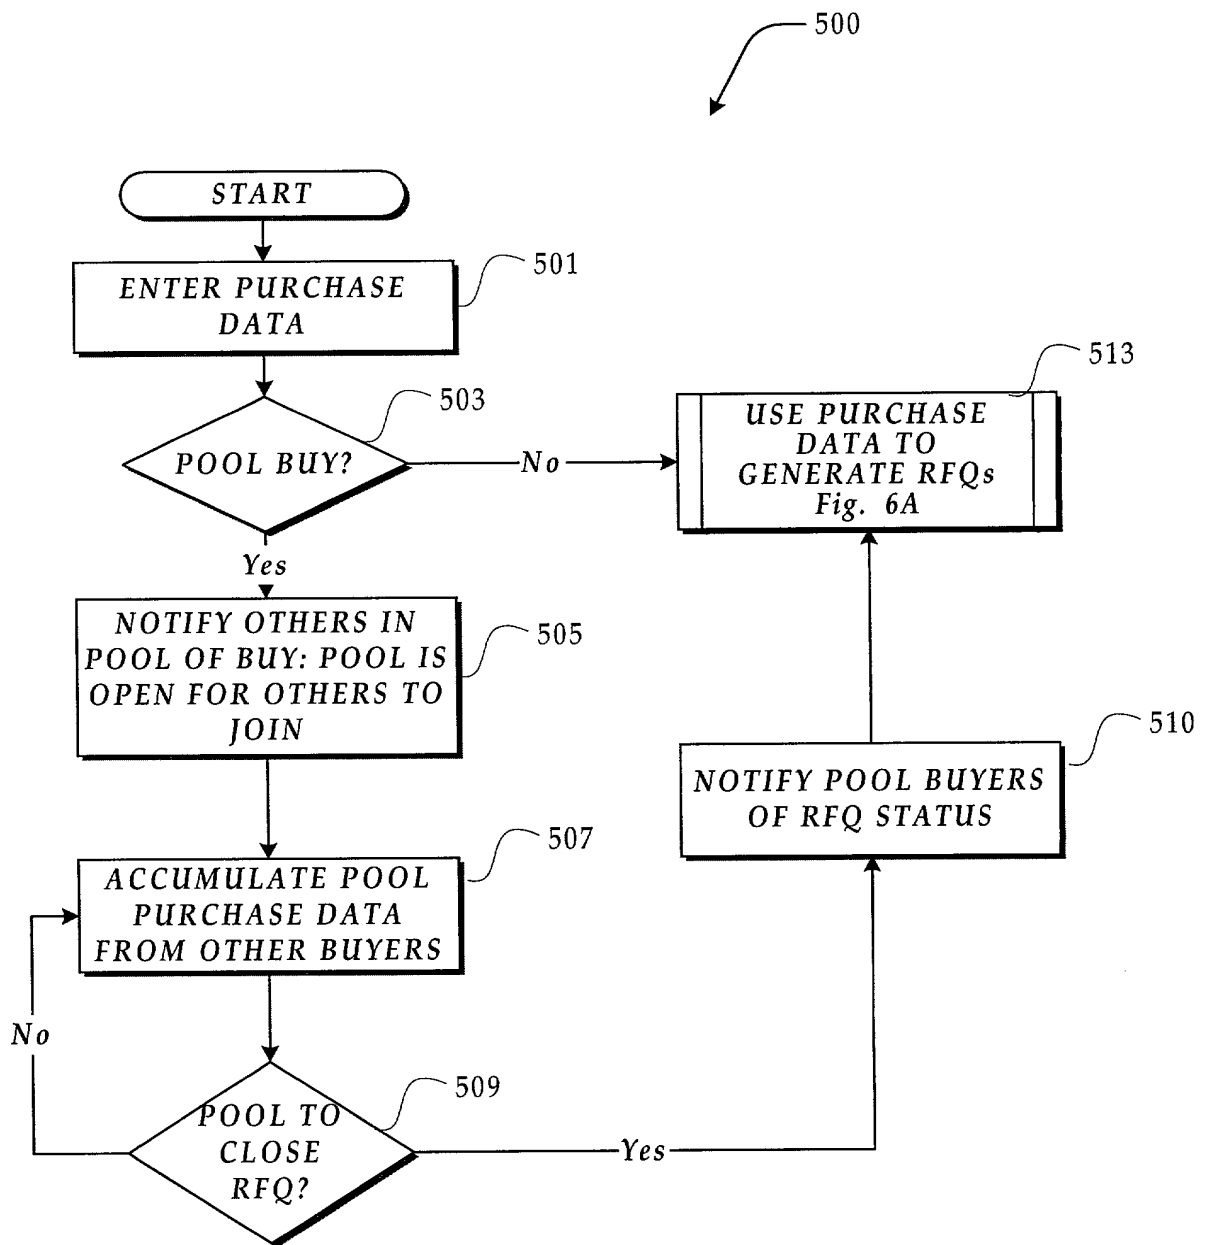 500
START
501
ENTER PURCHASE
DATA
503
POOL BUY?
No
513
USE PURCHASE
DATA TO
GENERATE RFQs
Fig. 6A
Yes
505
NOTIFY OTHERS IN
POOL OF BUY: POOL IS
OPEN FOR OTHERS TO
JOIN
510
NOTIFY POOL BUYERS
OF RFQ STATUS
507
ACCUMULATE POOL
PURCHASE DATA
FROM OTHER BUYERS
No
509
POOL TO
CLOSE
RFQ?
Yes